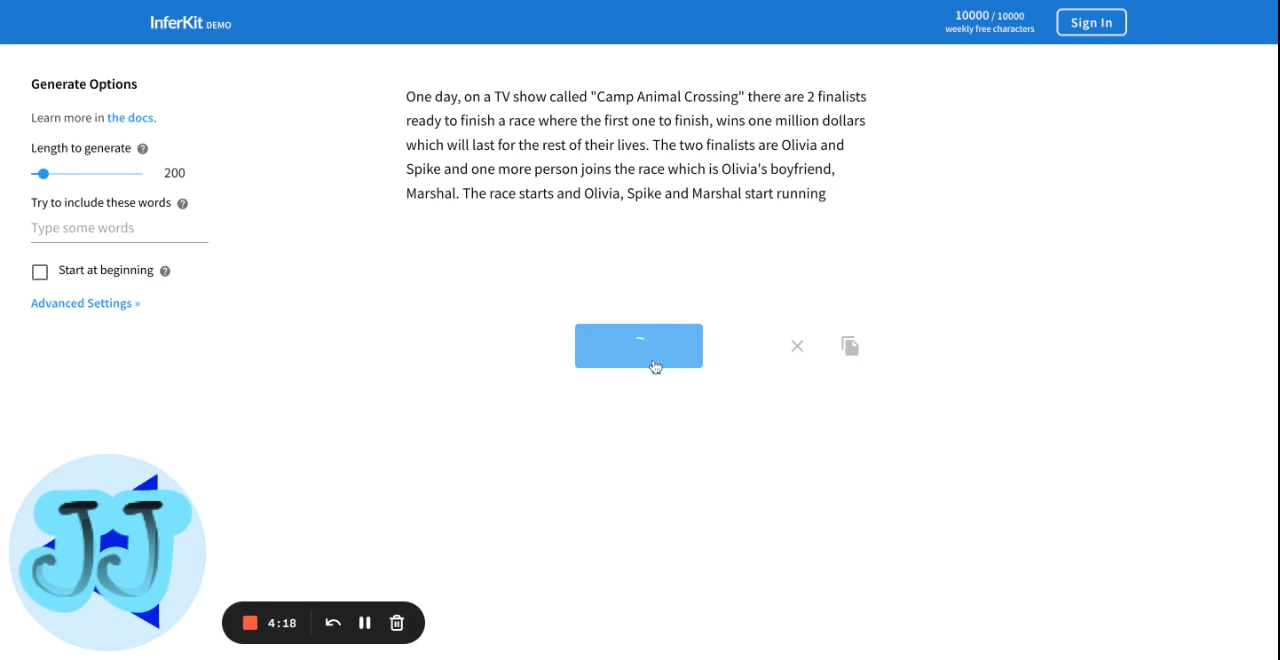 InferKit DEMO
10000 / 10000
weekly free characters
Sign In
Generate Options
Learn more in the docs.
Length to generate ?
200
Try to include these words ?
Type some words
Start at beginning ?
Advanced Settings »
One day, on a TV show called "Camp Animal Crossing" there are 2 finalists
ready to finish a race where the first one to finish, wins one million dollars
which will last for the rest of their lives. The two finalists are Olivia and
Spike and one more person joins the race which is Olivia's boyfriend,
Marshal. The race starts and Olivia, Spike and Marshal start running
JJ
4:18